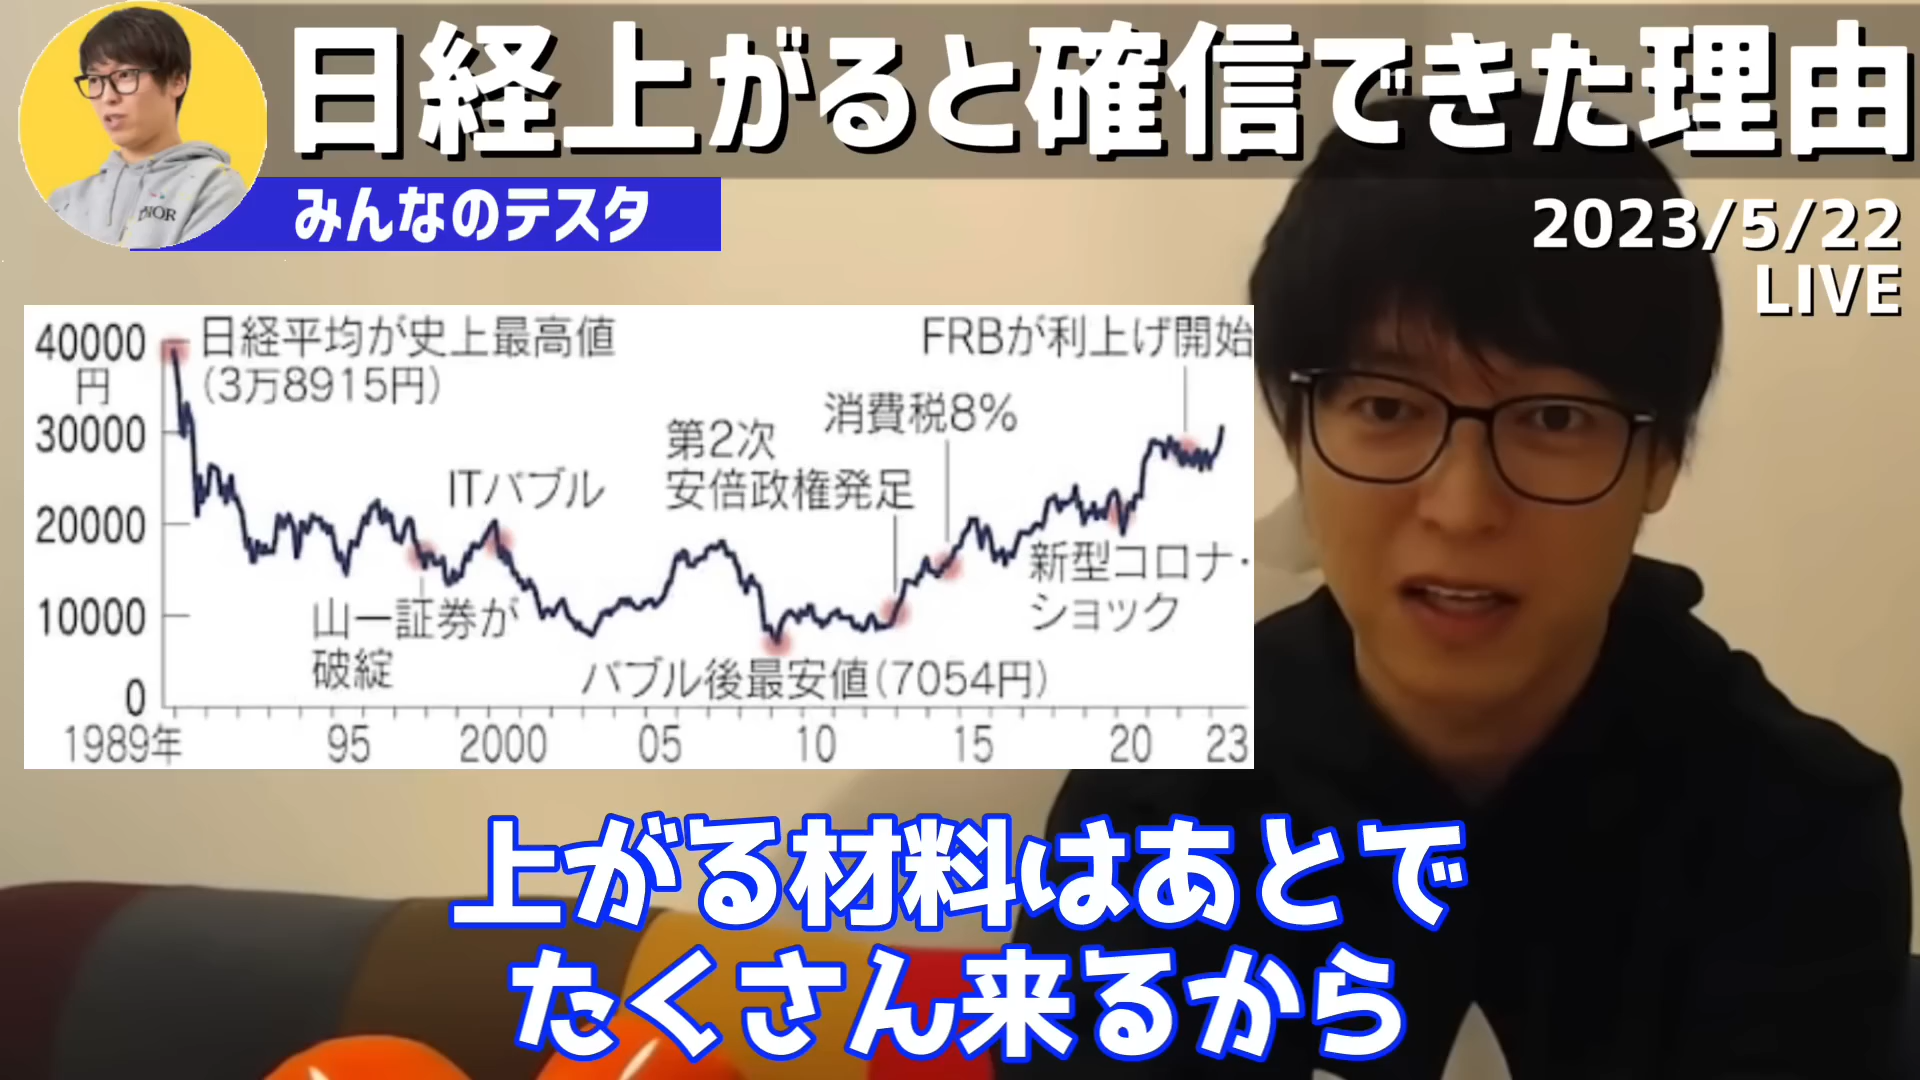 日経上がると確信できた理由
みんなのテスタ
2023/5/22
LIVE
40000
円
30000
20000
10000
0
日経平均が史上最高値
(3万8915円)
FRBが利上げ開始
消費税8%
第2次
安倍政権発足
ITバブル
山一証券が
破綻
バブル後最安値(7054円)
新型コロナ・
ショック
1989年 95 2000 05 10 15 20 23
DIOR
上がる材料はあとで
たくさん来るから